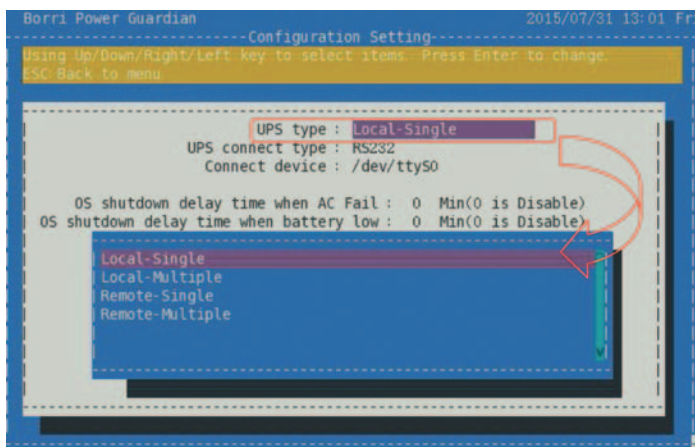 Borri Power Guardian 2015/07/31 13:01 Fr
Configuration Setting
Using Up/Down/Right/Left key to select items. Press Enter to change.
ESC:Back to menu
UPS type : Local-Single
UPS connect type : RS232
Connect device : /dev/ttyS0
OS shutdown delay time when AC Fail : 0 Min(0 is Disable)
OS shutdown delay time when battery low : 0 Min(0 is Disable)
Local-Single
Local-Multiple
Remote-Single
Remote-Multiple